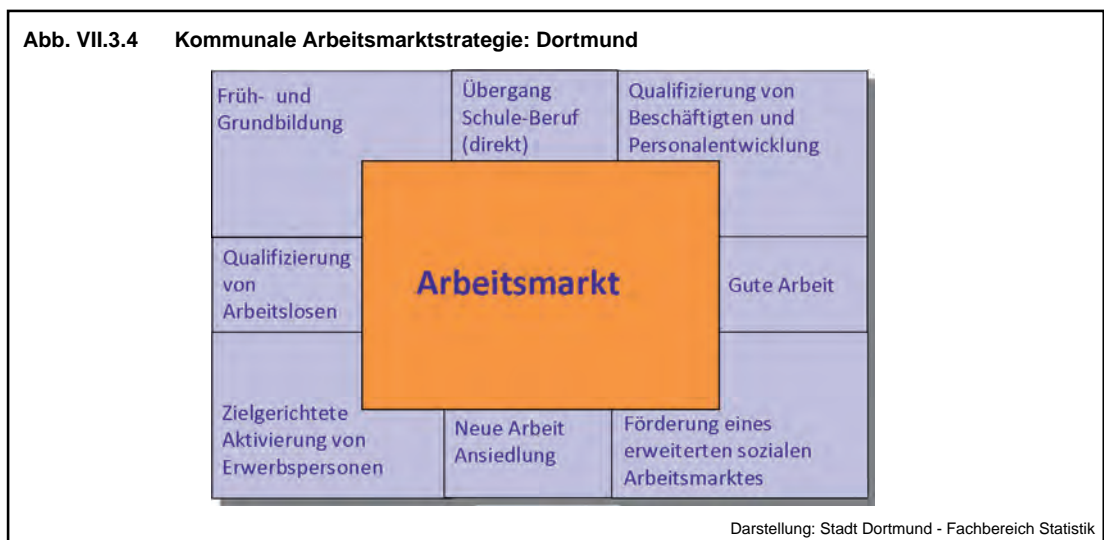 Abb. VII.3.4 Kommunale Arbeitsmarktstrategie: Dortmund
Früh- und
Grundbildung
Übergang
Schule-Beruf
(direkt)
Qualifizierung von
Beschäftigten und
Personalentwicklung
Qualifizierung
von
Arbeitslosen
Arbeitsmarkt
Gute Arbeit
Zielgerichtete
Aktivierung von
Erwerbspersonen
Neue Arbeit
Ansiedlung
Förderung eines
erweiterten sozialen
Arbeitsmarktes
Darstellung: Stadt Dortmund - Fachbereich Statistik